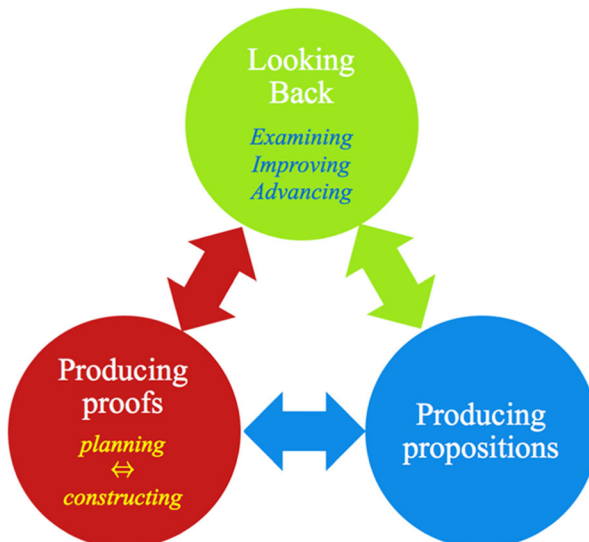 Looking
Back
Examining
Improving
Advancing
Producing
proofs
planning
⇔
constructing
Producing
propositions